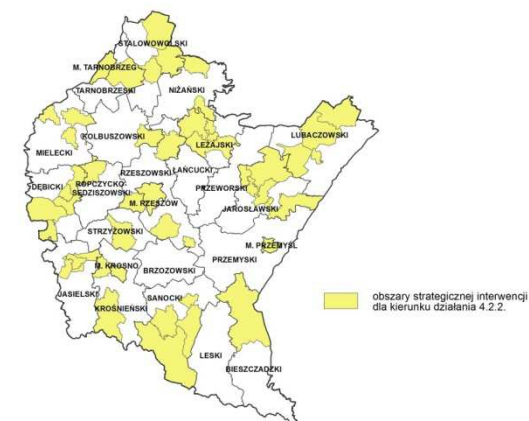 STALOWOWOLSKI
M. TARNOBRZEG
TARNOBRZESKI
NIŻAŃSKI
KOLBUSZOWSKI
LUBACZOWSKI
MIELECKI
LEŻAJSKI
RZESZOWSKI
ŁAŃCUCKI
DĘBICKI
ROPCZYCKO-
SĘDZISZOWSKI
PRZEWORSKI
M. RZESZÓW
JAROSŁAWSKI
STRZYŻOWSKI
M. PRZEMYŚL
PRZEMYSKI
M. KROSNO
BRZOZOWSKI
JASIELSKI
SANOCKI
KROŚNIEŃSKI
LESKI
BIESZCZADZKI
obszary strategicznej interwencji
dla kierunku działania 4.2.2.